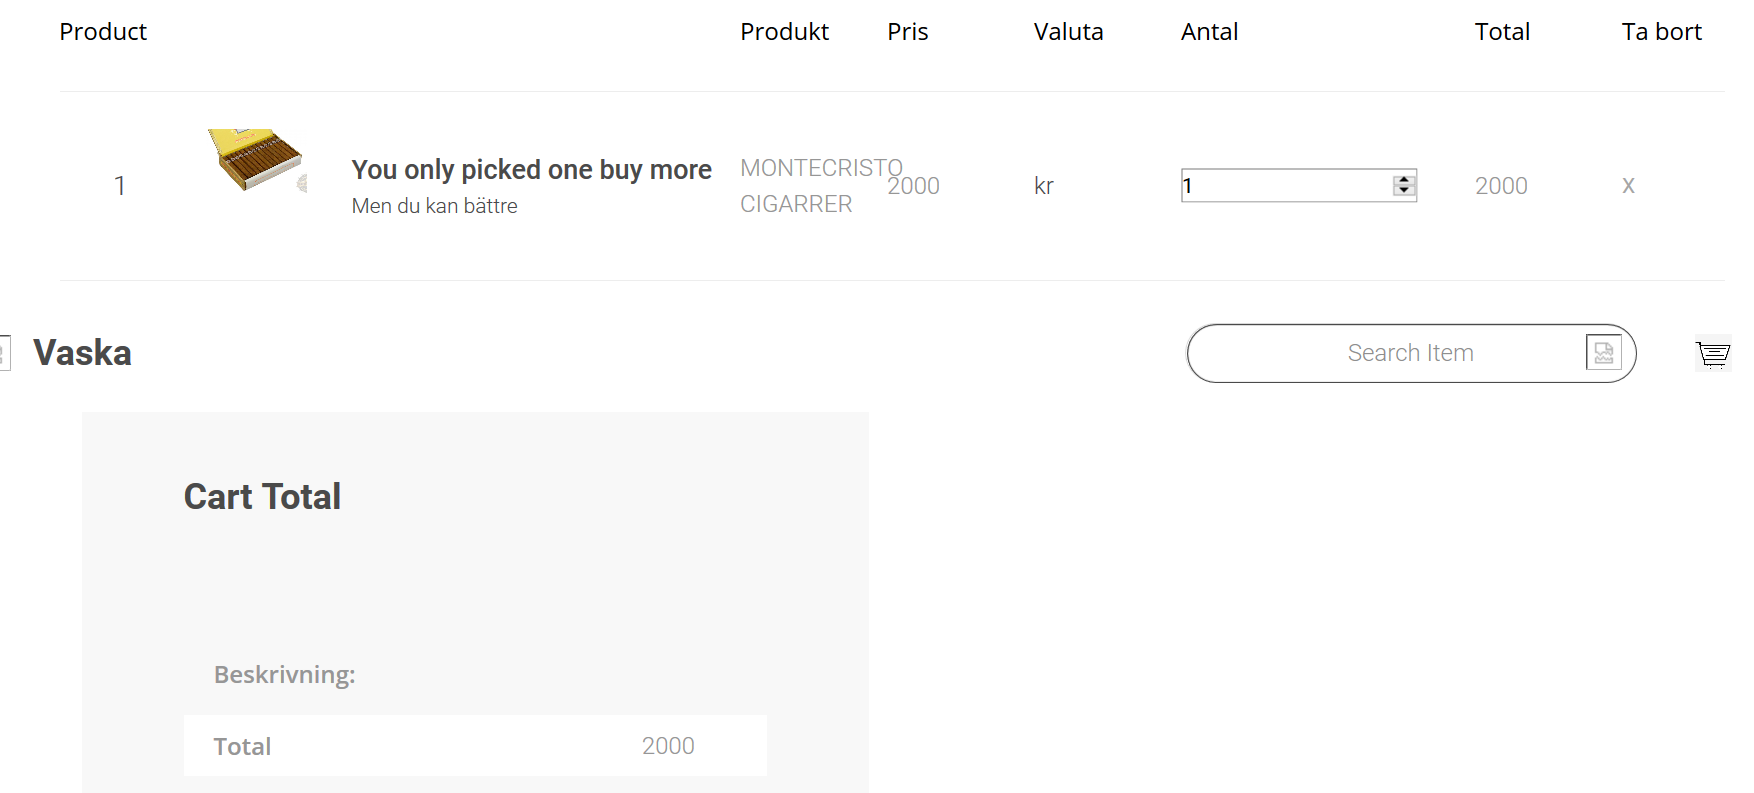 Product Produkt Pris Valuta Antal Total Ta bort
1 You only picked one buy more MONTECRISTO CIGARRER 2000 kr 1 2000 x
Men du kan bättre
Vaska Search Item
Cart Total
Beskrivning:
Total 2000